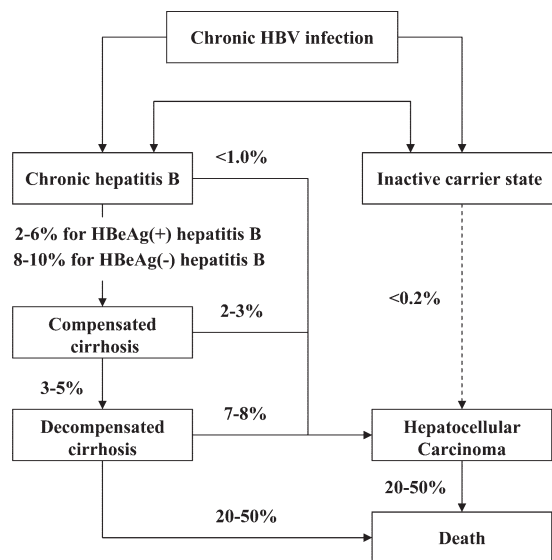 Chronic HBV infection
<1.0%
Chronic hepatitis B
Inactive carrier state
2-6% for HBeAg(+) hepatitis B
8-10% for HBeAg(-) hepatitis B
<0.2%
Compensated
cirrhosis
2-3%
3-5%
Decompensated
cirrhosis
7-8%
Hepatocellular
Carcinoma
20-50%
20-50%
Death